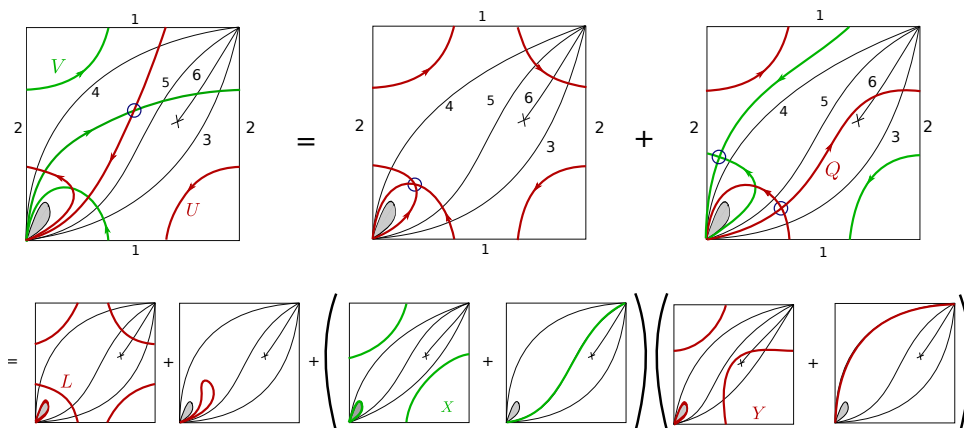 1 1 1
V 4 5 6 2 2 3 U 1
=
4 5 6 2 2 3 1
+
4 5 6 2 2 3 Q 1
= L + + ( X + ) ( Y + )